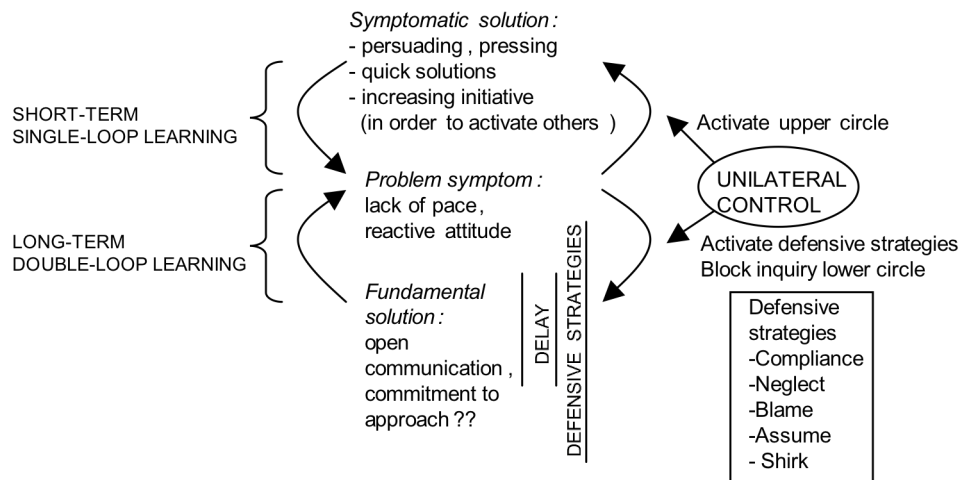 Symptomatic solution :
- persuading , pressing
- quick solutions
- increasing initiative
(in order to activate others )
SHORT-TERM
SINGLE-LOOP LEARNING
Activate upper circle
Problem symptom :
lack of pace,
reactive attitude
UNILATERAL
CONTROL
LONG-TERM
DOUBLE-LOOP LEARNING
Activate defensive strategies
Block inquiry lower circle
Fundamental
solution :
open
communication ,
commitment to
approach ??
DELAY
DEFENSIVE STRATEGIES
Defensive
strategies
-Compliance
-Neglect
-Blame
-Assume
- Shirk